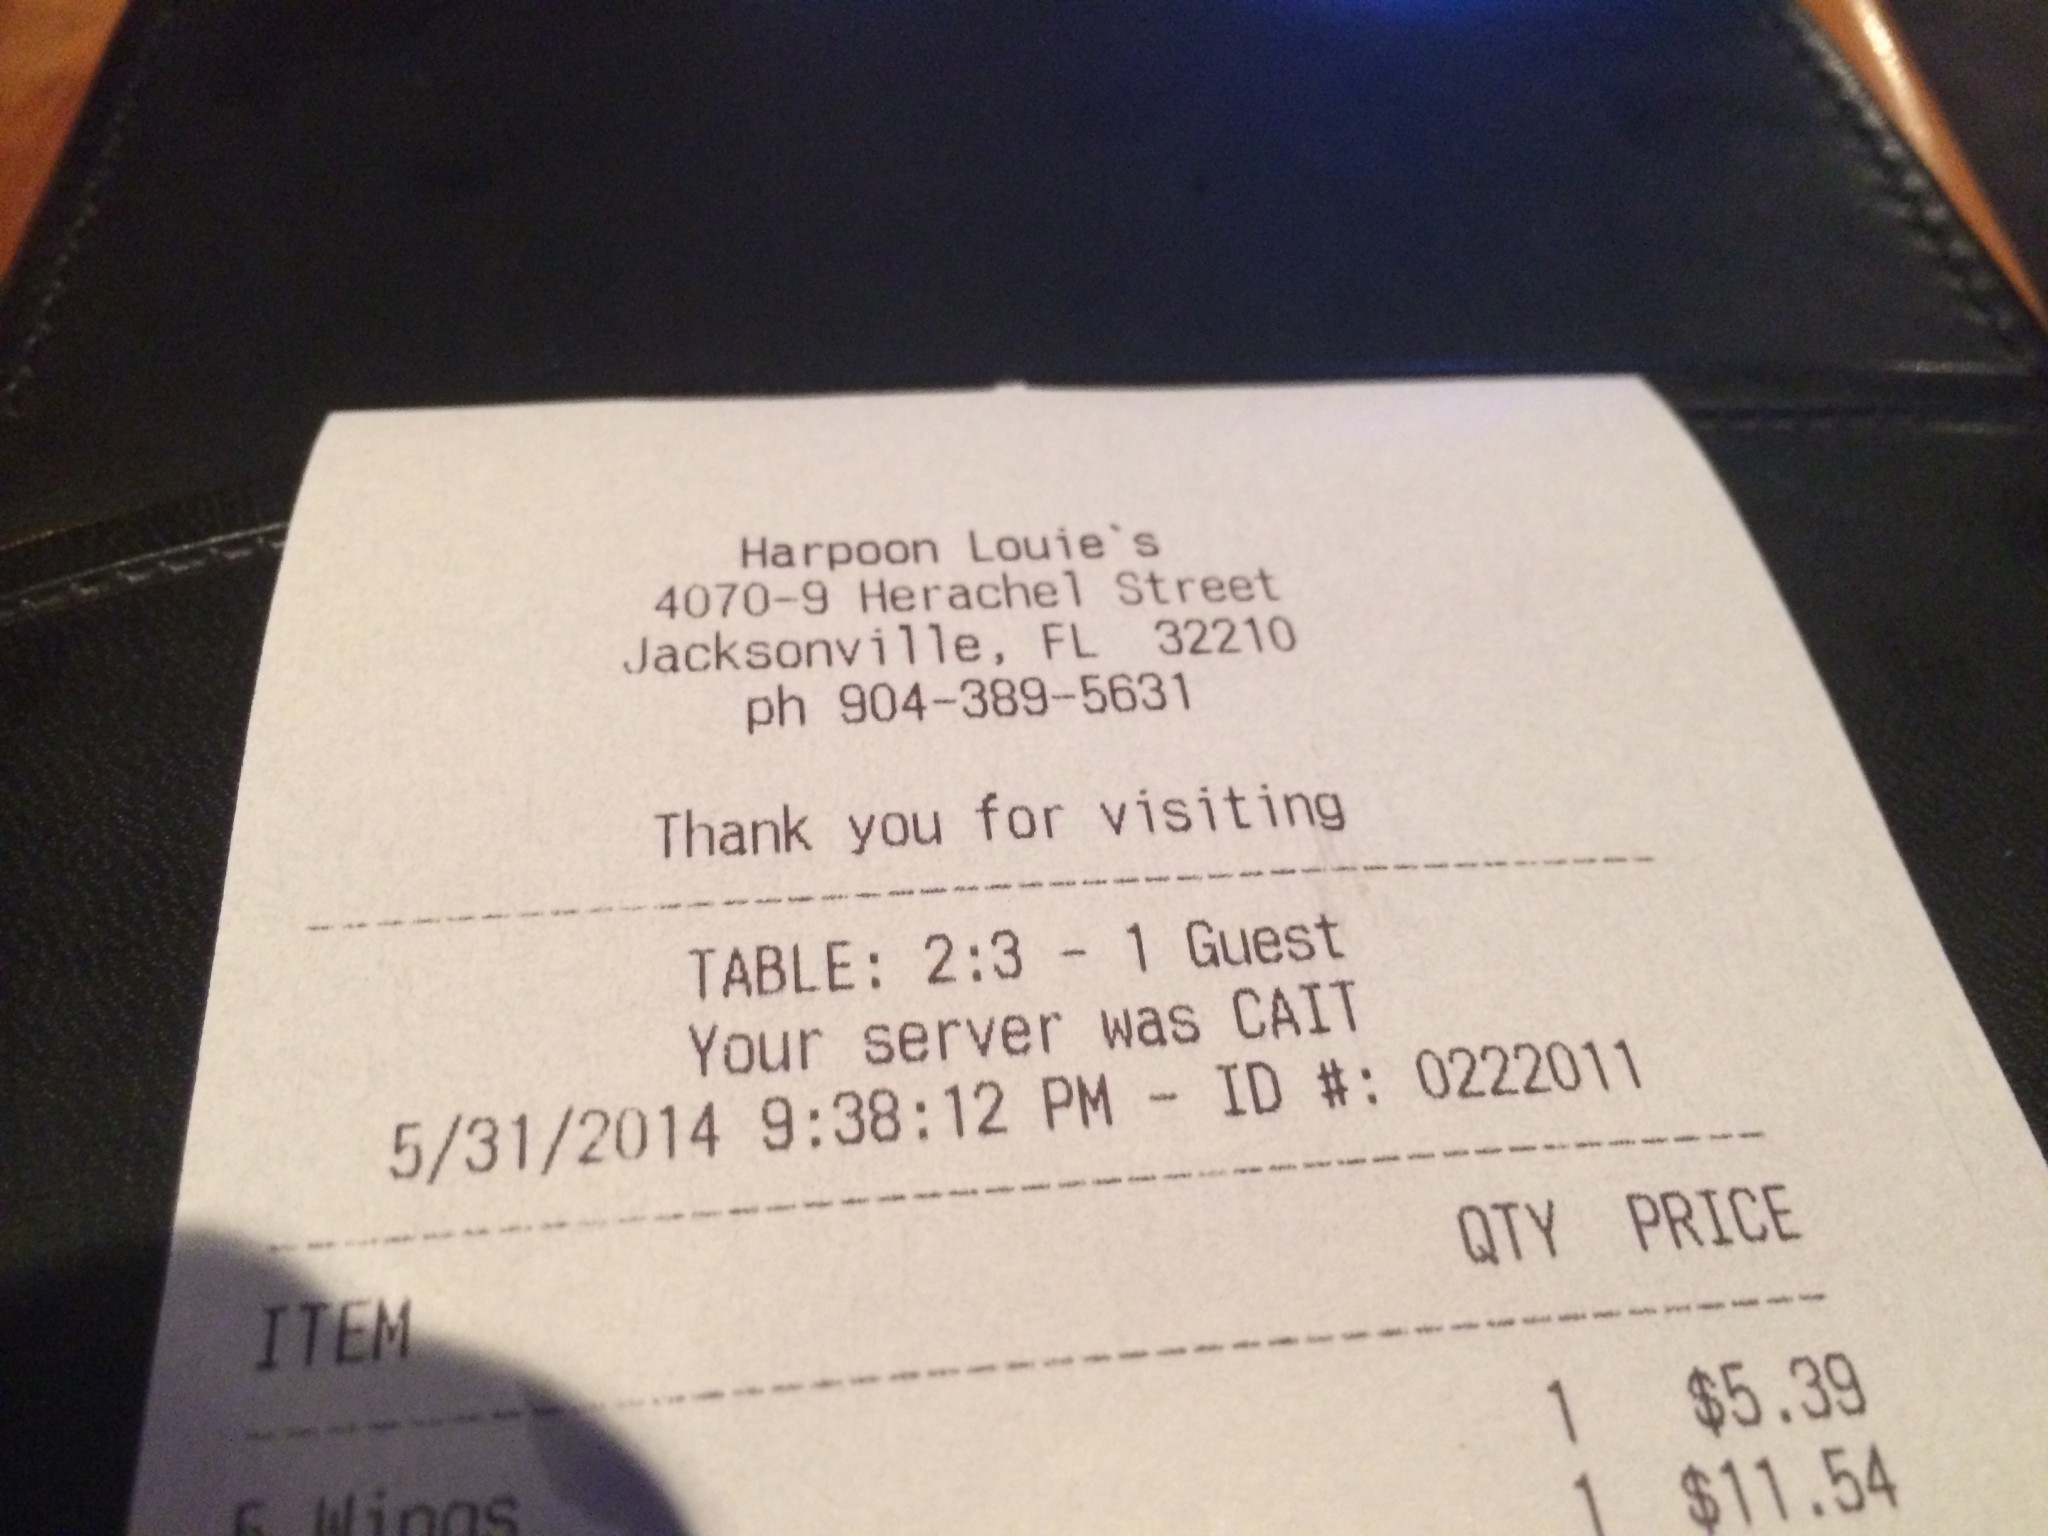 Harpoon Louie`s
4070-9 Herachel Street
Jacksonville, FL 32210
ph 904-389-5631
Thank you for visiting
TABLE: 2:3 - 1 Guest
Your server was CAIT
5/31/2014 9:38:12 PM - ID #: 0222011
ITEM QTY PRICE
Wings 1 $5.39
1 $11.54